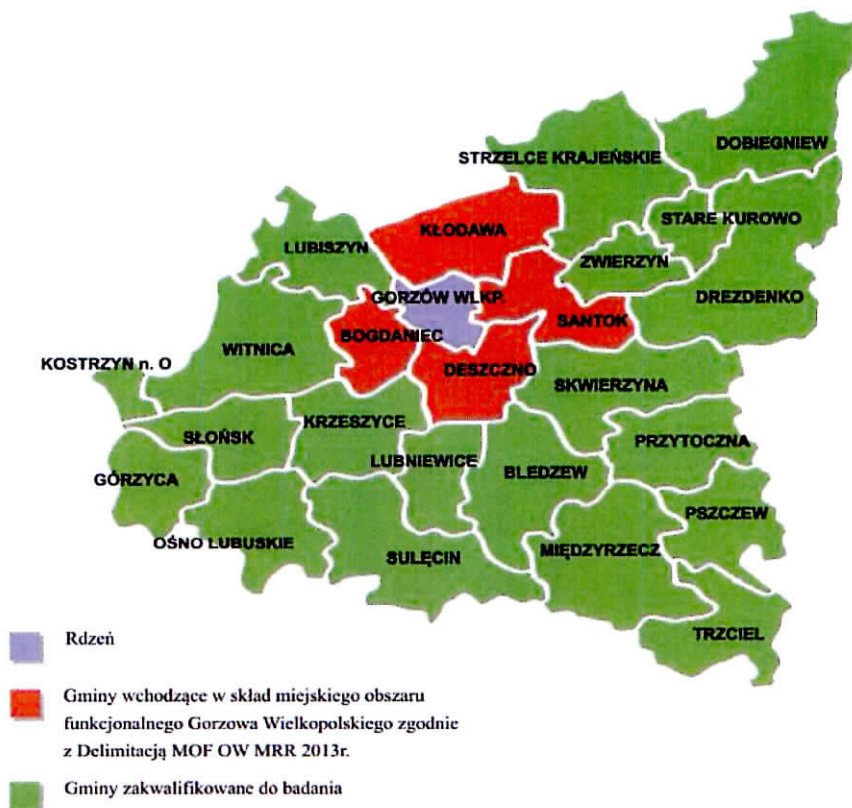 DOBIEGNIEW
STRZELCE KRAJEŃSKIE
STARE KUROWO
KŁODAWA
LUBISZYN
ZWIERZYN
GORZÓW WLKP.
DREZDENKO
SANTOK
BOGDANIEC
WITNICA
KOSTRZYN n. O
DESZCZNO
SKWIERZYNA
KRZESZYCE
SŁOŃSK
PRZYTOCZNA
LUBNIEWICE
BLEDZEW
GÓRZYCA
PSZCZEW
OŚNO LUBUSKIE
MIĘDZYRZECZ
SULĘCIN
TRZCIEL
Rdzeń
Gminy wchodzące w skład miejskiego obszaru
funkcjonalnego Gorzowa Wielkopolskiego zgodnie
z Delimitacją MOF OW MRR 2013r.
Gminy zakwalifikowane do badania